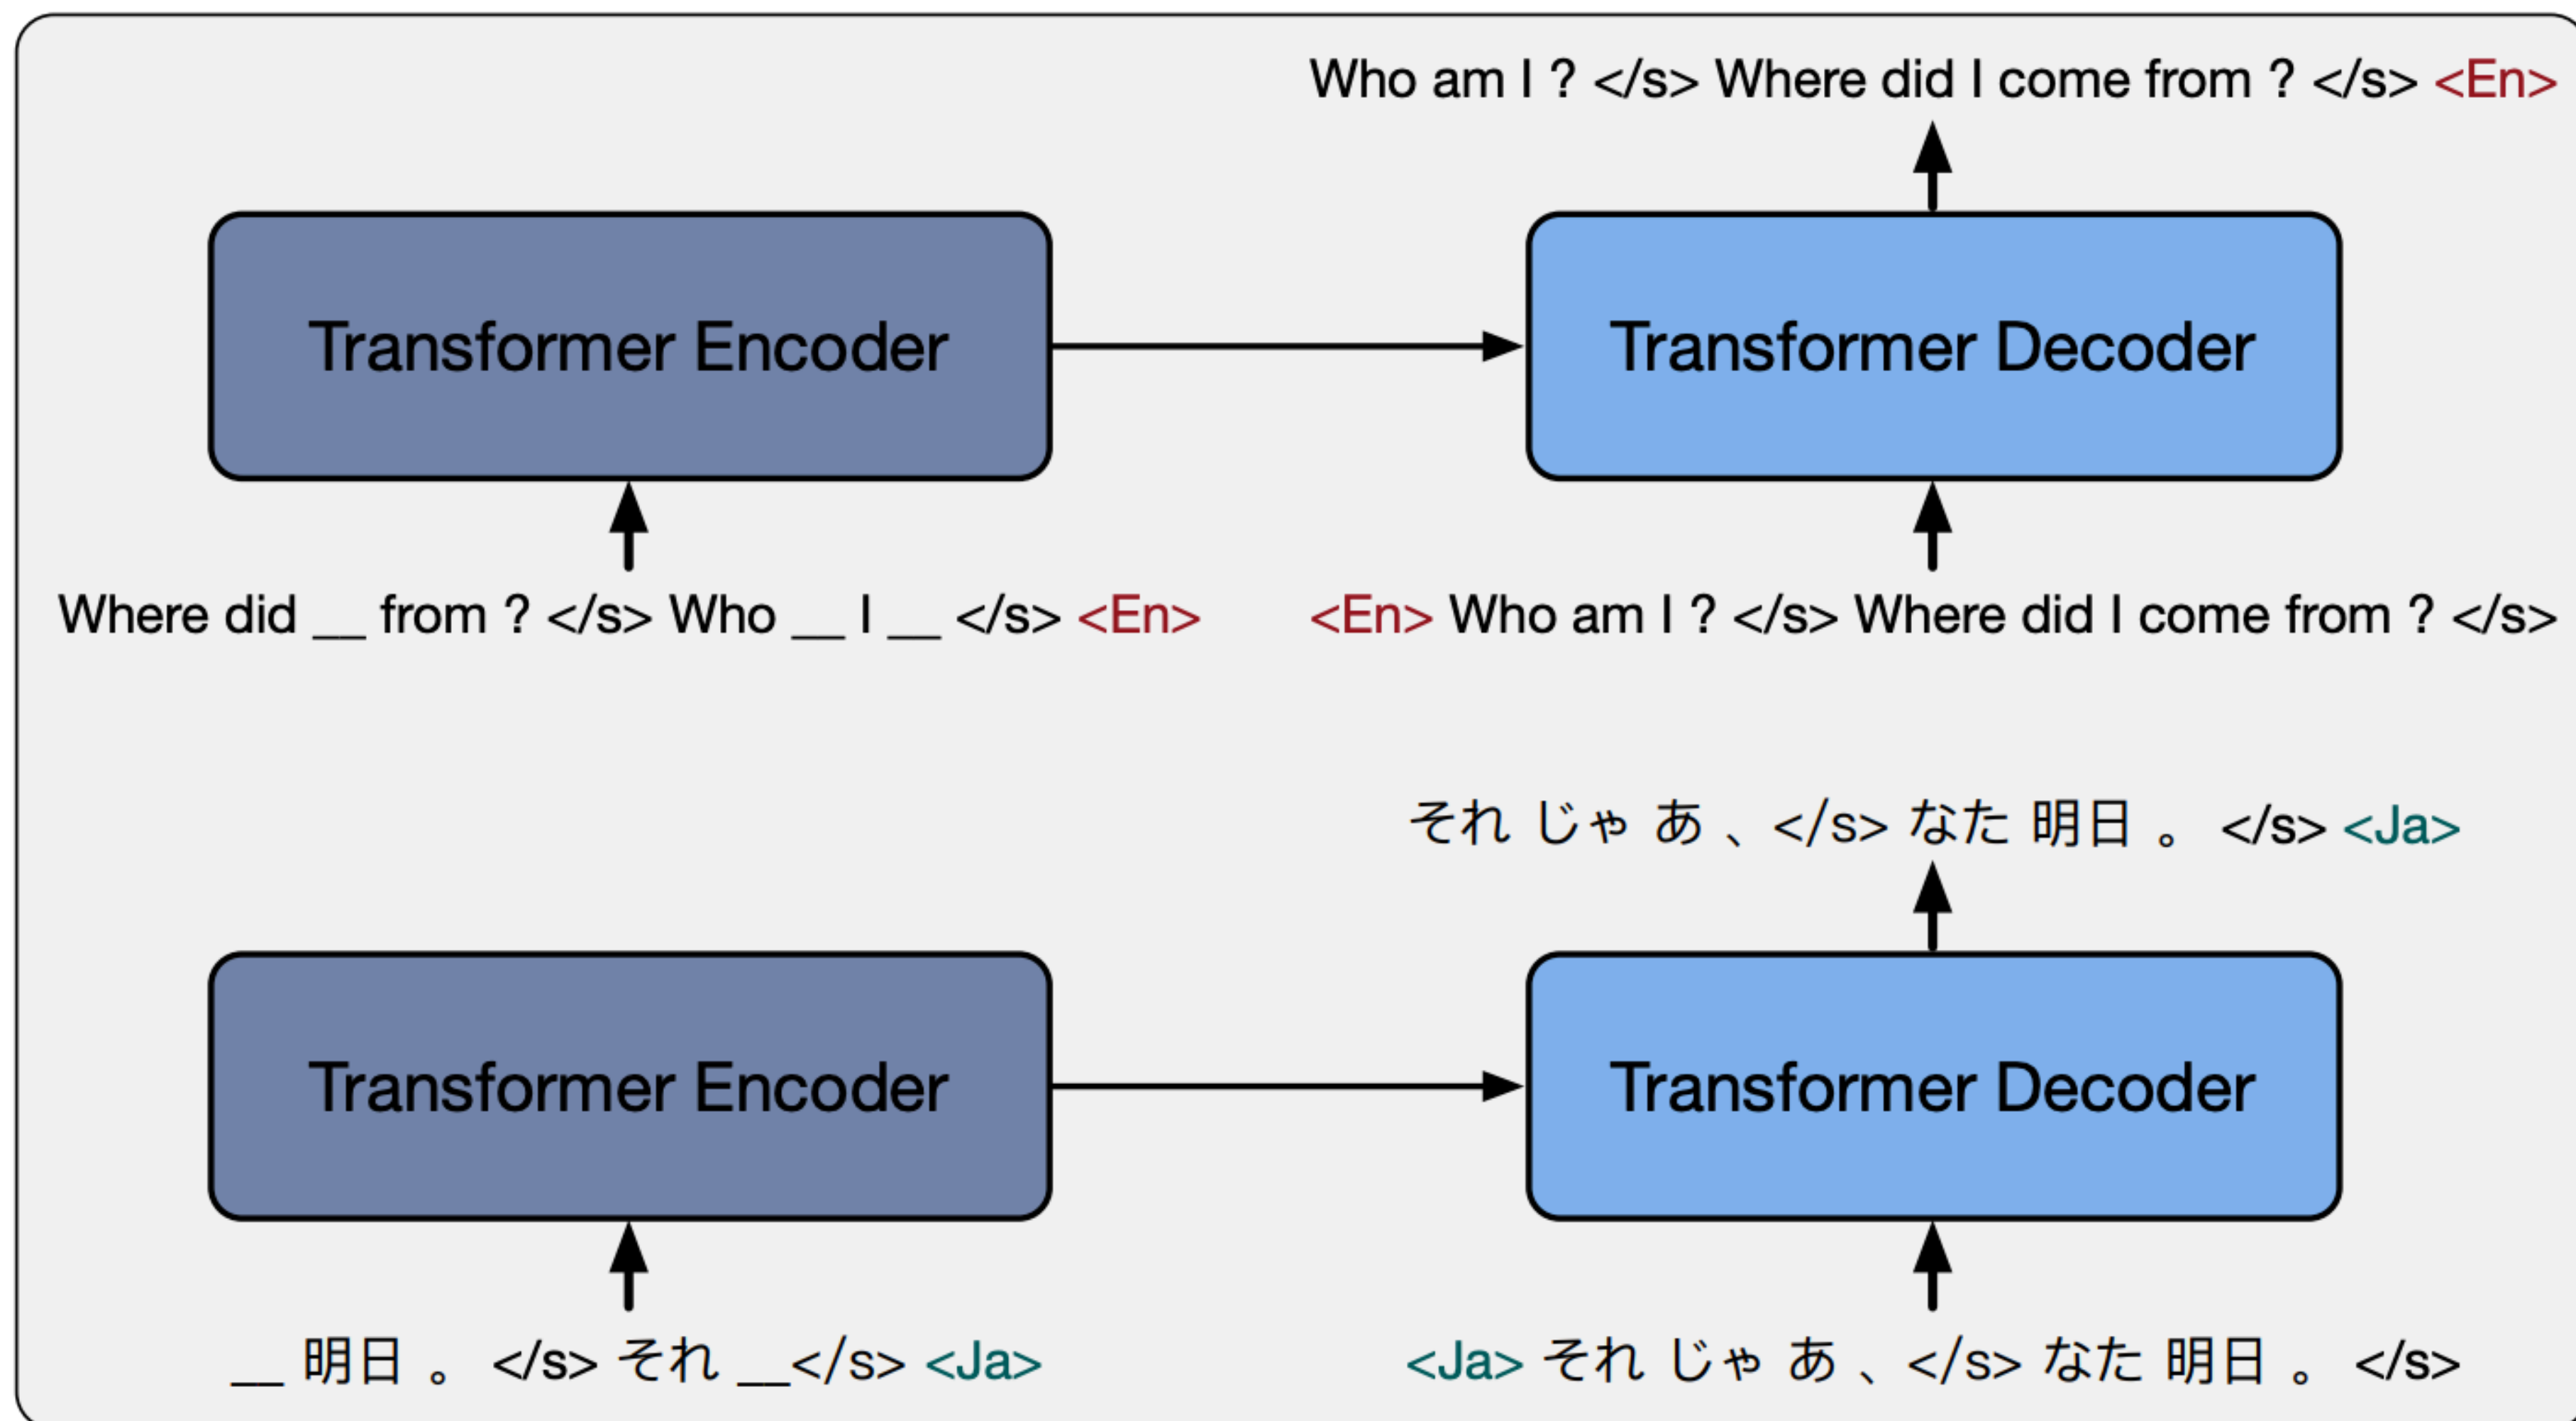 Who am I ? </s> Where did I come from ? </s> <En>
Transformer Encoder
Transformer Decoder
Where did __ from ? </s> Who __ I __ </s> <En>
<En> Who am I ? </s> Where did I come from ? </s>
それ じゃ あ 、</s> なた 明日 。 </s> <Ja>
Transformer Encoder
Transformer Decoder
__ 明日 。 </s> それ __</s> <Ja>
<Ja> それ じゃ あ 、</s> なた 明日 。 </s>